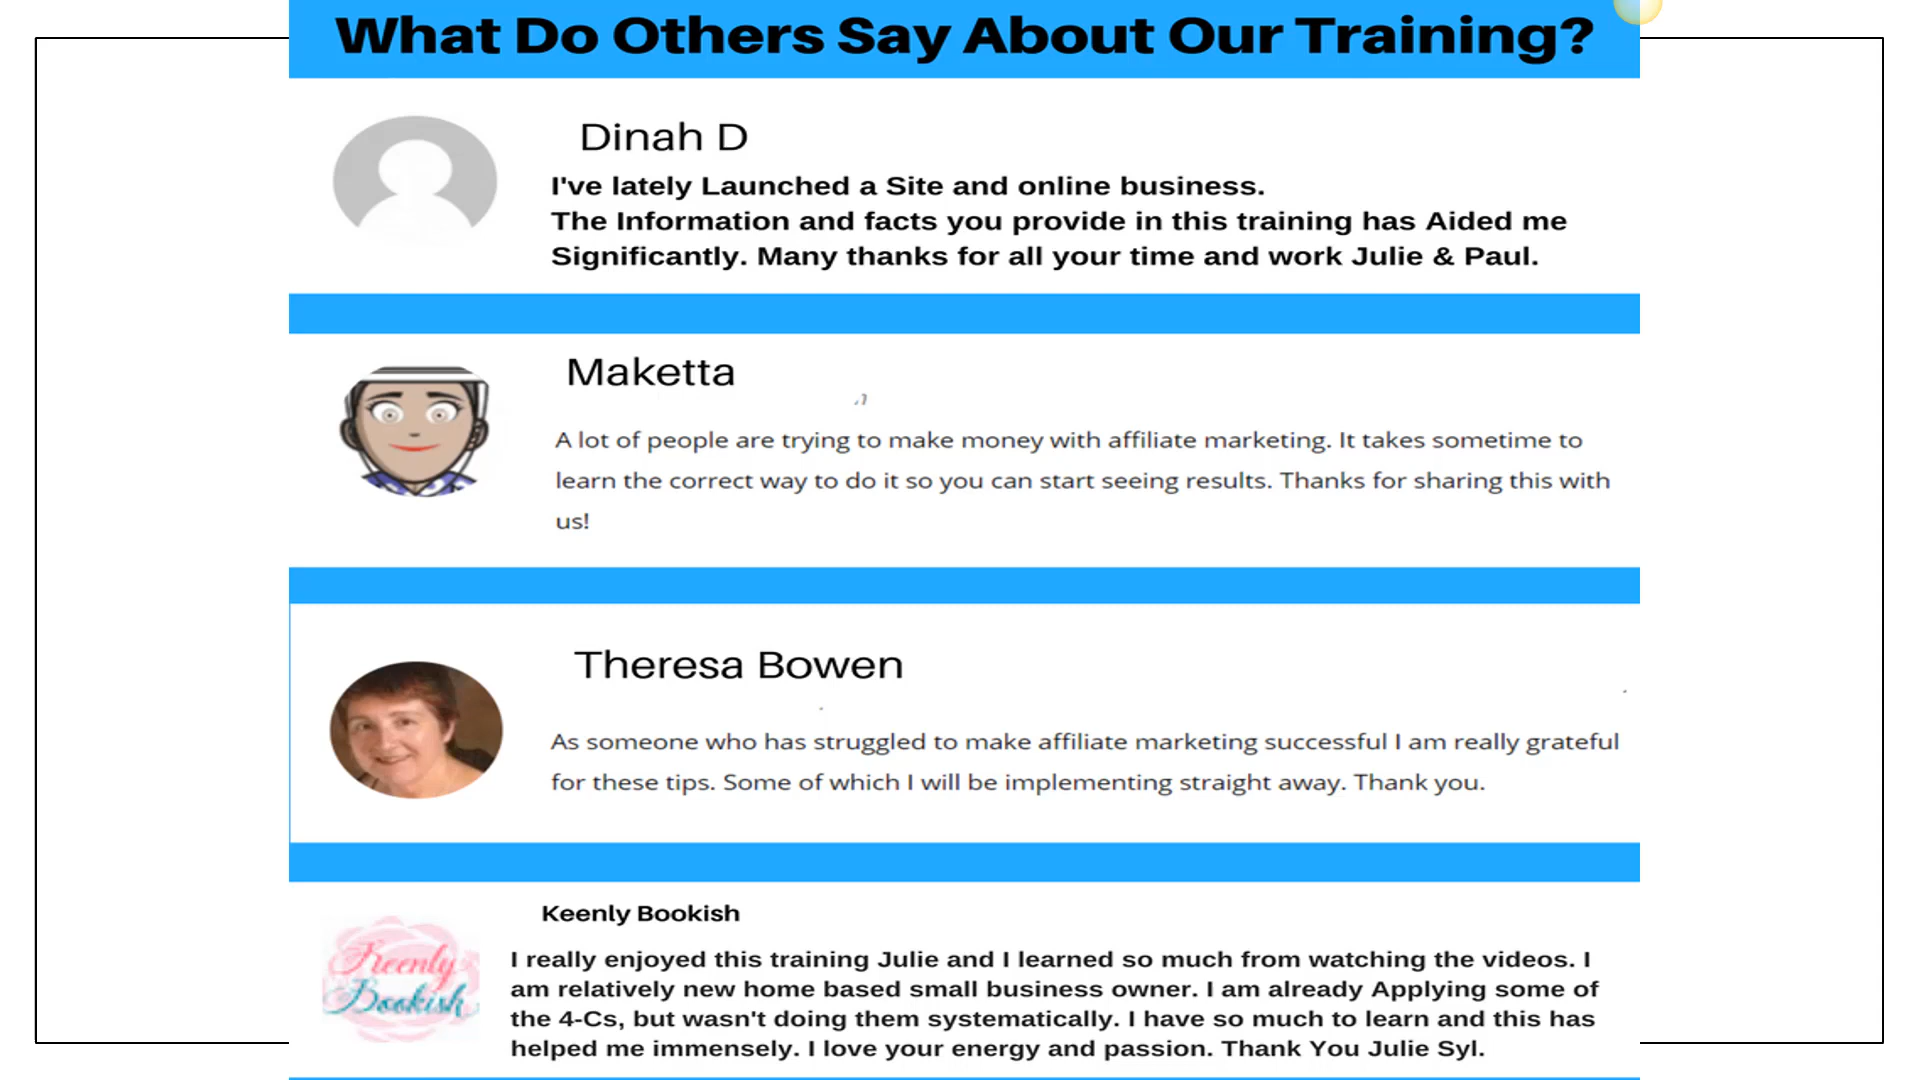 What Do Others Say About Our Training?
Dinah D
I've lately Launched a Site and online business.
The Information and facts you provide in this training has Aided me
Significantly. Many thanks for all your time and work Julie & Paul.
Maketta
A lot of people are trying to make money with affiliate marketing. It takes sometime to
learn the correct way to do it so you can start seeing results. Thanks for sharing this with
us!
Theresa Bowen
As someone who has struggled to make affiliate marketing successful I am really grateful
for these tips. Some of which I will be implementing straight away. Thank you.
Keenly Bookish
Keenly
Bookish
I really enjoyed this training Julie and I learned so much from watching the videos. I
am relatively new home based small business owner. I am already Applying some of
the 4-Cs, but wasn't doing them systematically. I have so much to learn and this has
helped me immensely. I love your energy and passion. Thank You Julie Syl.